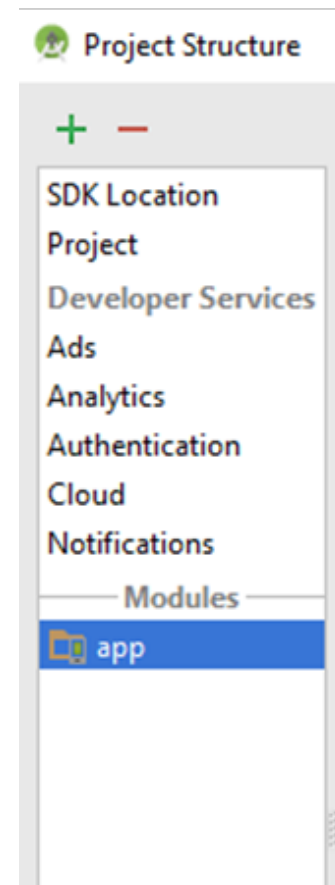 Project Structure
SDK Location
Project
Developer Services
Ads
Analytics
Authentication
Cloud
Notifications
Modules
app